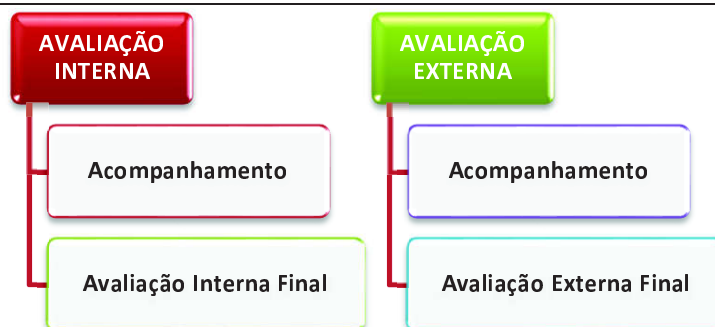 AVALIAÇÃO
INTERNA
Acompanhamento
Avaliação Interna Final
AVALIAÇÃO
EXTERNA
Acompanhamento
Avaliação Externa Final